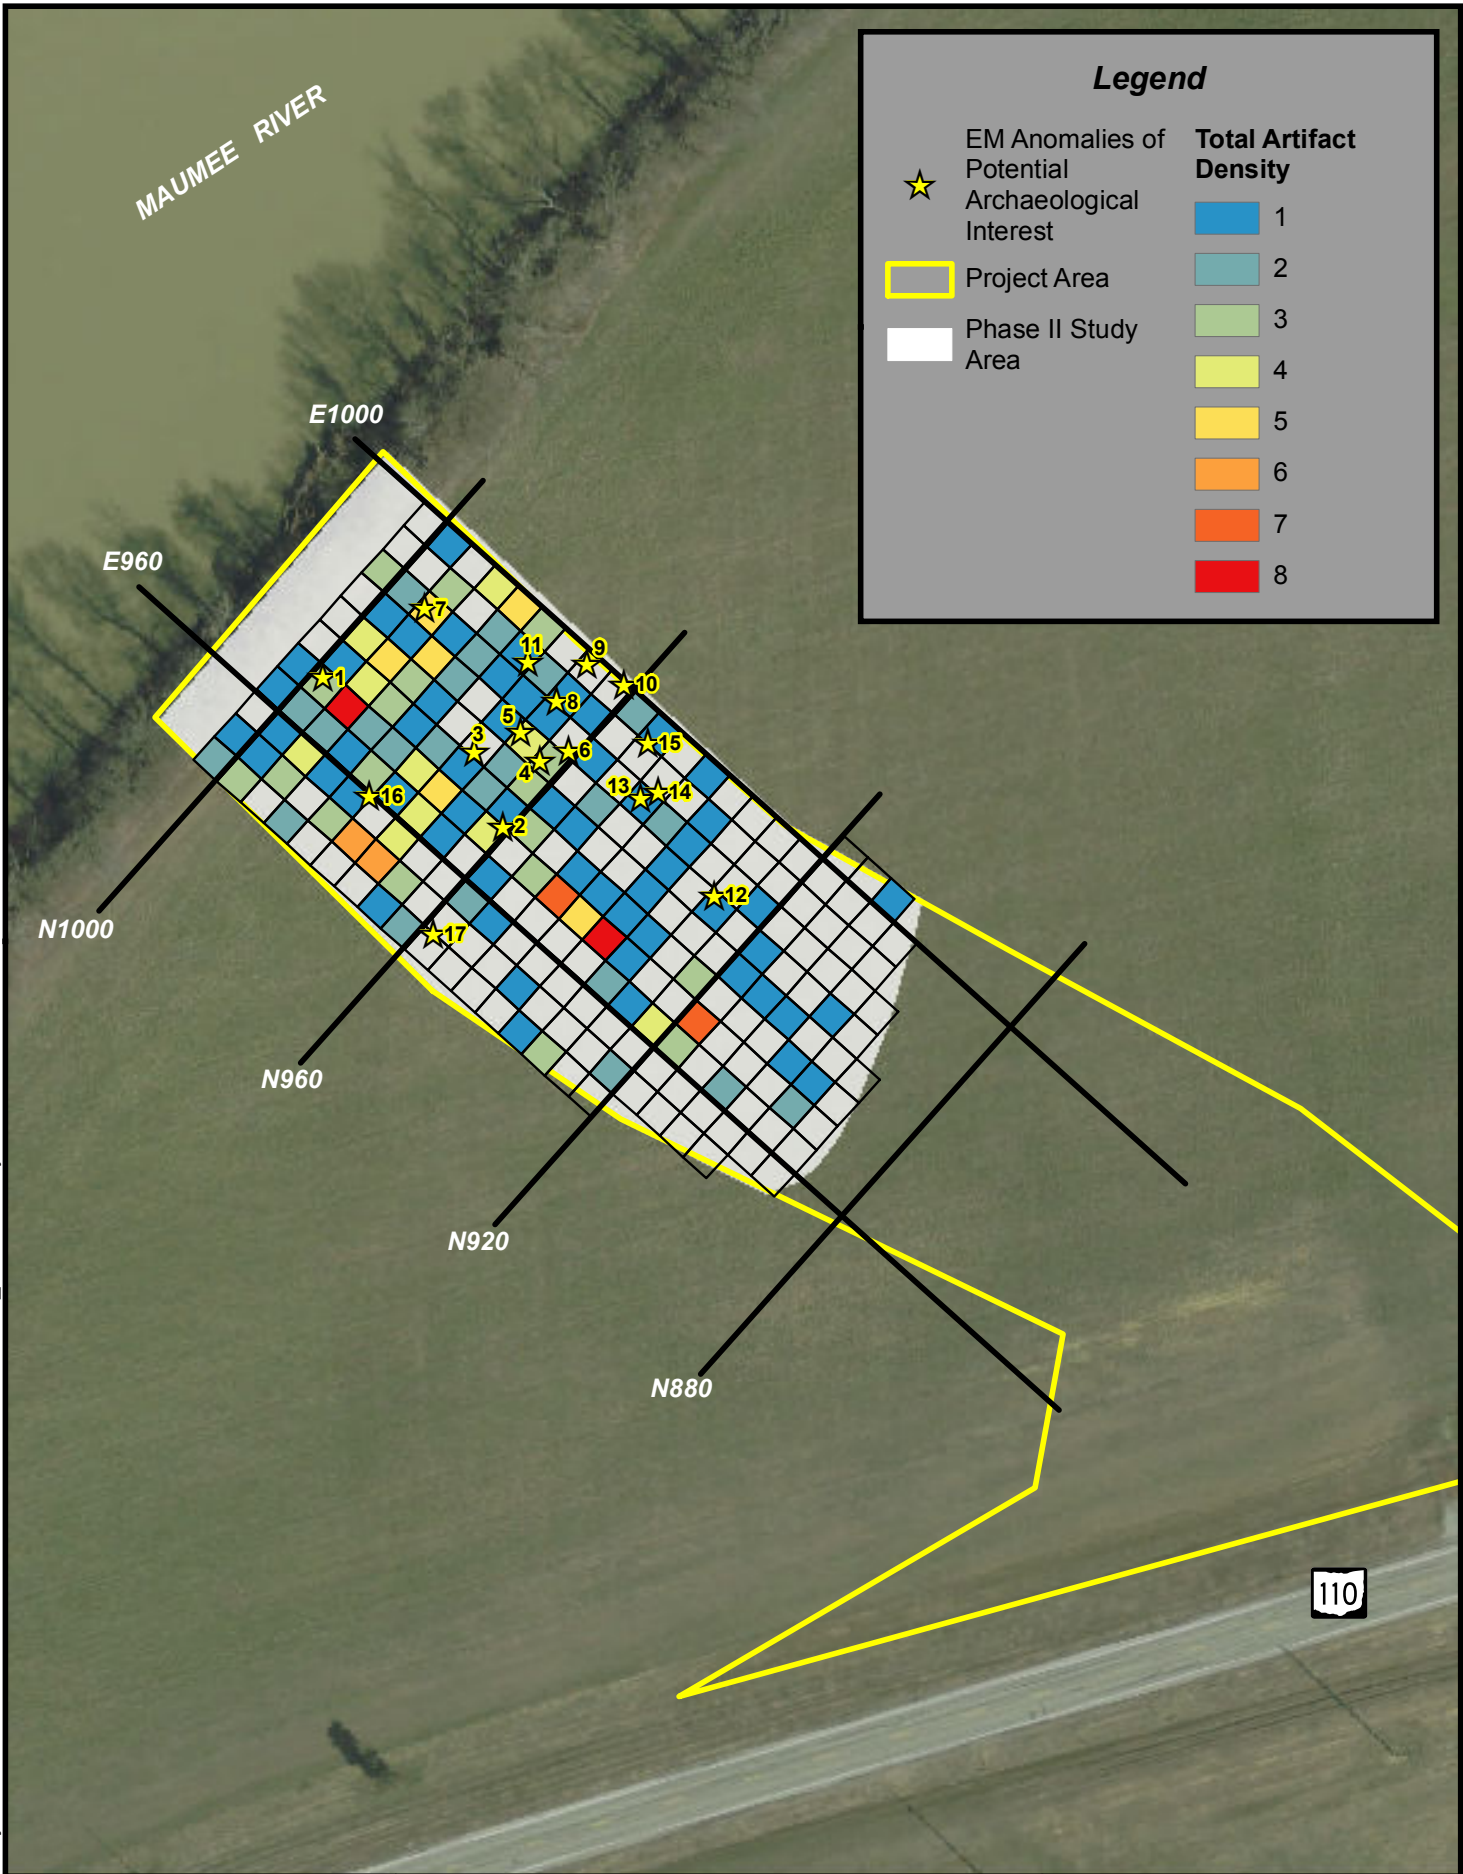 MAUMEE RIVER
Legend
EM Anomalies of
Potential
Archaeological
Interest
Project Area
Phase II Study
Area
Total Artifact
Density
1
2
3
4
5
6
7
8
E1000
E960
7
11
9
1
10
8
5
3
6
15
4
13
14
16
2
12
17
N1000
N960
N920
N880
110